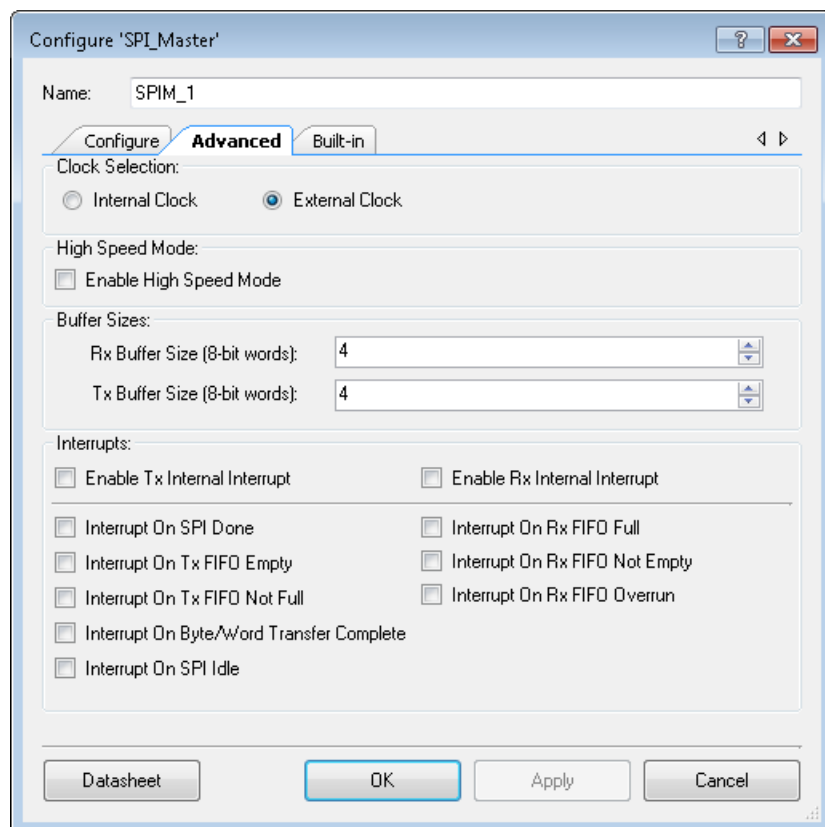 Configure 'SPI_Master'
?
Name: SPIM_1
Configure Advanced Built-in
Clock Selection:
Internal Clock External Clock
High Speed Mode:
Enable High Speed Mode
Buffer Sizes:
Rx Buffer Size (8-bit words): 4
Tx Buffer Size (8-bit words): 4
Interrupts:
Enable Tx Internal Interrupt Enable Rx Internal Interrupt
Interrupt On SPI Done Interrupt On Rx FIFO Full
Interrupt On Tx FIFO Empty Interrupt On Rx FIFO Not Empty
Interrupt On Tx FIFO Not Full Interrupt On Rx FIFO Overrun
Interrupt On Byte/Word Transfer Complete
Interrupt On SPI Idle
Datasheet OK Apply Cancel